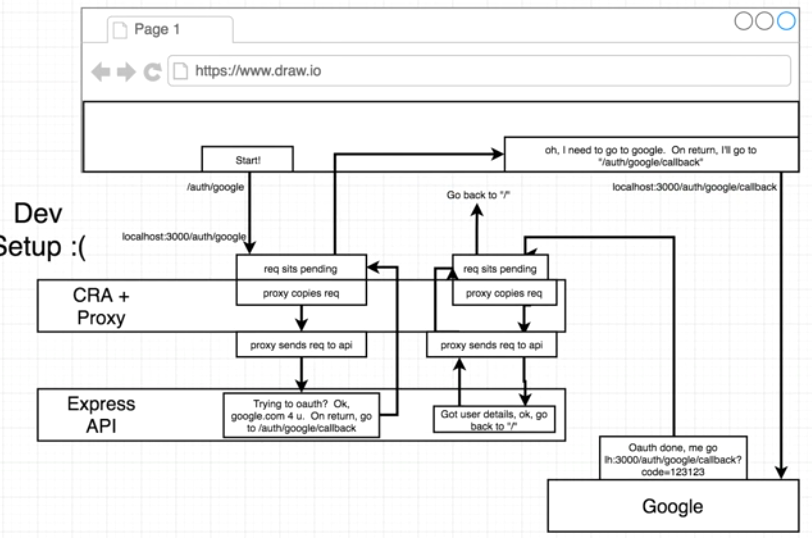 Page 1
https://www.draw.io
Start!
oh, I need to go to google. On return, I'll go to
"/auth/google/callback"
/auth/google
Go back to "/"
localhost:3000/auth/google/callback
Dev
Setup :(
localhost:3000/auth/google
req sits pending
req sits pending
CRA +
Proxy
proxy copies req
proxy copies req
proxy sends req to api
proxy sends req to api
Express
API
Trying to oauth? Ok,
google.com 4 u. On return, go
to /auth/google/callback
Got user details, ok, go
back to "/"
Oauth done, me go
lh:3000/auth/google/callback?
code=123123
Google